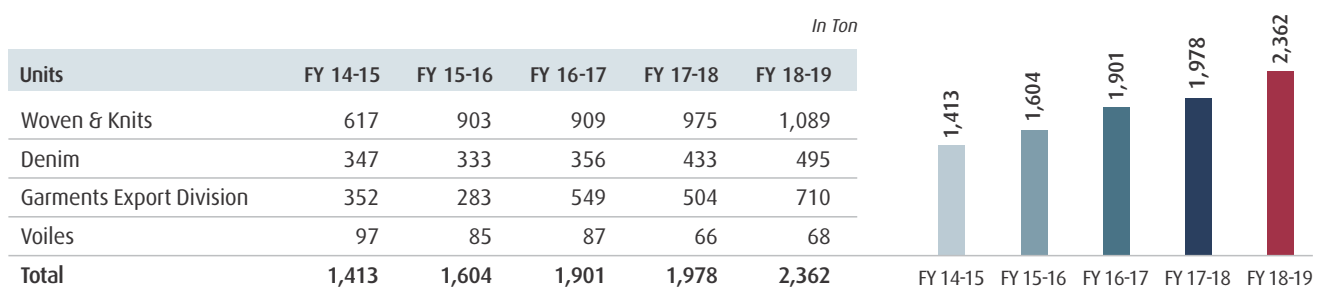 In Ton
Units FY 14-15 FY 15-16 FY 16-17 FY 17-18 FY 18-19
Woven & Knits 617 903 909 975 1,089
Denim 347 333 356 433 495
Garments Export Division 352 283 549 504 710
Voiles 97 85 87 66 68
Total 1,413 1,604 1,901 1,978 2,362
1,413 1,604 1,901 1,978 2,362
FY 14-15 FY 15-16 FY 16-17 FY 17-18 FY 18-19